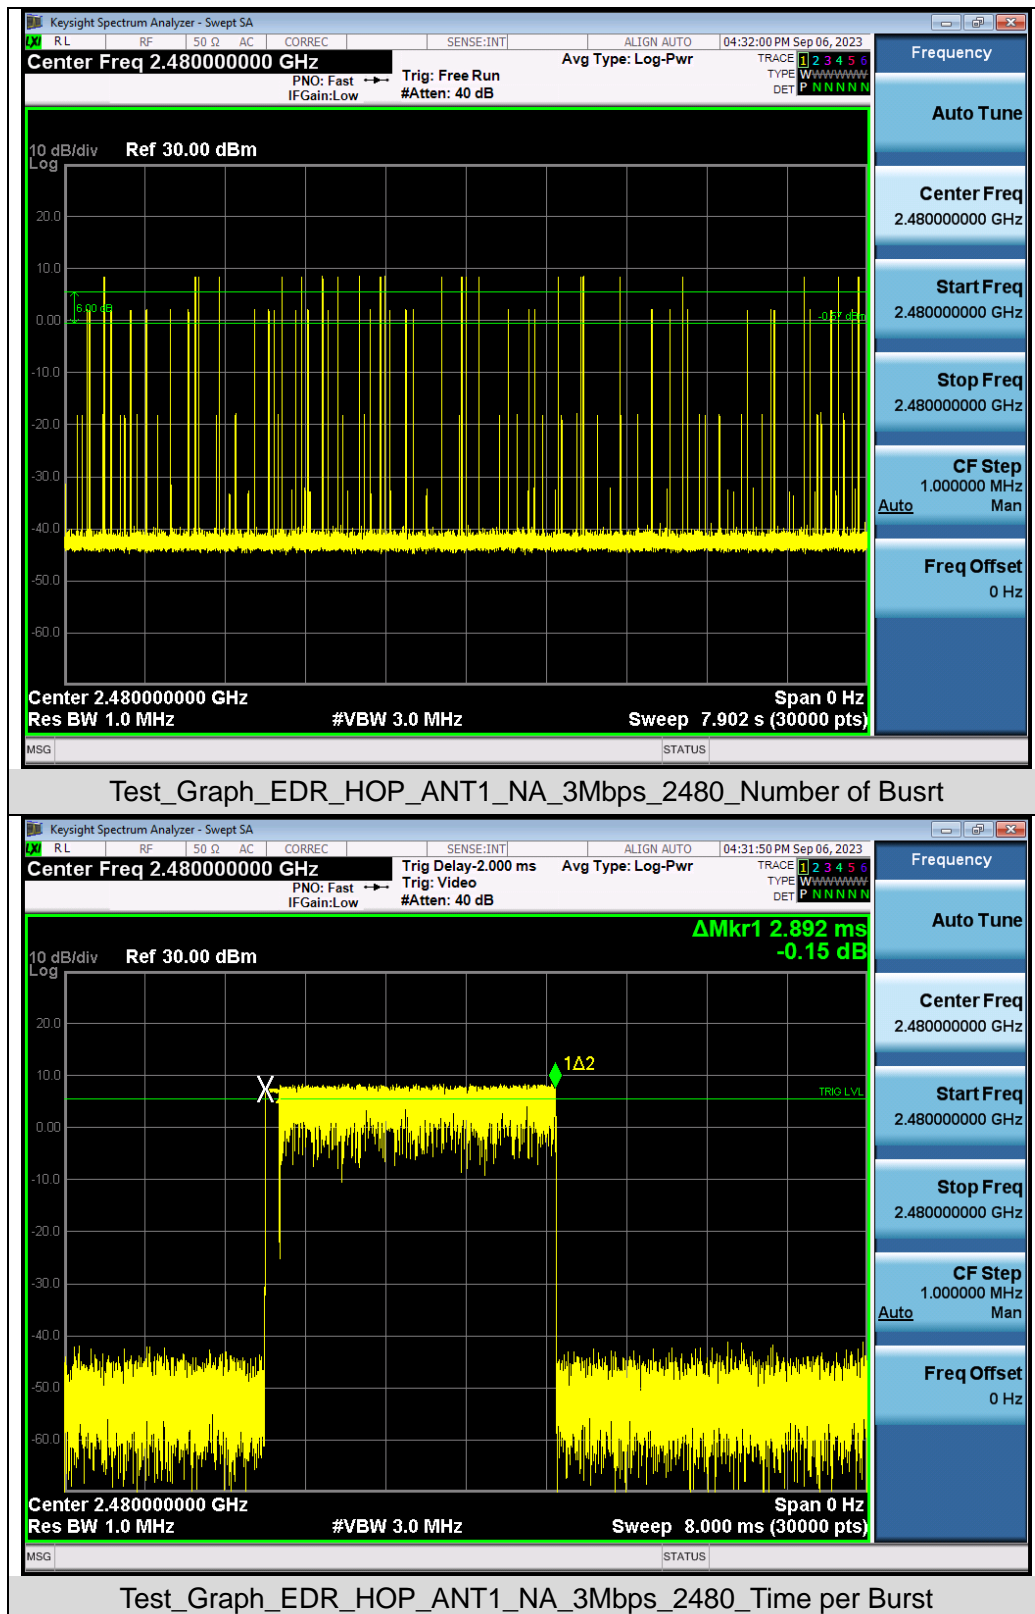 Keysight Spectrum Analyzer - Swept SA
LXI RL RF 50 Ω AC CORREC SENSE:INT ALIGN AUTO 04:32:00 PM Sep 06, 2023
Center Freq 2.480000000 GHz
PNO: Fast
IFGain:Low
Trig: Free Run
#Atten: 40 dB
Avg Type: Log-Pwr
TRACE 1 2 3 4 5 6
TYPE WWWWWW
DET P N N N N N
10 dB/div
Log
Ref 30.00 dBm
20.0
10.0
6.00 dB
0.00
-0.57 dBm
-10.0
-20.0
-30.0
-40.0
-50.0
-60.0
Center 2.480000000 GHz
Span 0 Hz
Res BW 1.0 MHz
#VBW 3.0 MHz
Sweep 7.902 s (30000 pts)
MSG
STATUS
Frequency
Auto Tune
Center Freq
2.480000000 GHz
Start Freq
2.480000000 GHz
Stop Freq
2.480000000 GHz
CF Step
1.000000 MHz
Auto Man
Freq Offset
0 Hz
Test_Graph_EDR_HOP_ANT1_NA_3Mbps_2480_Number of Busrt
Keysight Spectrum Analyzer - Swept SA
LXI RL RF 50 Ω AC CORREC SENSE:INT ALIGN AUTO 04:31:50 PM Sep 06, 2023
Center Freq 2.480000000 GHz
PNO: Fast
IFGain:Low
Trig Delay-2.000 ms
Trig: Video
#Atten: 40 dB
Avg Type: Log-Pwr
TRACE 1 2 3 4 5 6
TYPE WWWWWW
DET P N N N N N
ΔMkr1 2.892 ms
-0.15 dB
10 dB/div
Log
Ref 30.00 dBm
20.0
10.0
1Δ2
TRIG LVL
0.00
-10.0
-20.0
-30.0
-40.0
-50.0
-60.0
Center 2.480000000 GHz
Span 0 Hz
Res BW 1.0 MHz
#VBW 3.0 MHz
Sweep 8.000 ms (30000 pts)
MSG
STATUS
Frequency
Auto Tune
Center Freq
2.480000000 GHz
Start Freq
2.480000000 GHz
Stop Freq
2.480000000 GHz
CF Step
1.000000 MHz
Auto Man
Freq Offset
0 Hz
Test_Graph_EDR_HOP_ANT1_NA_3Mbps_2480_Time per Burst